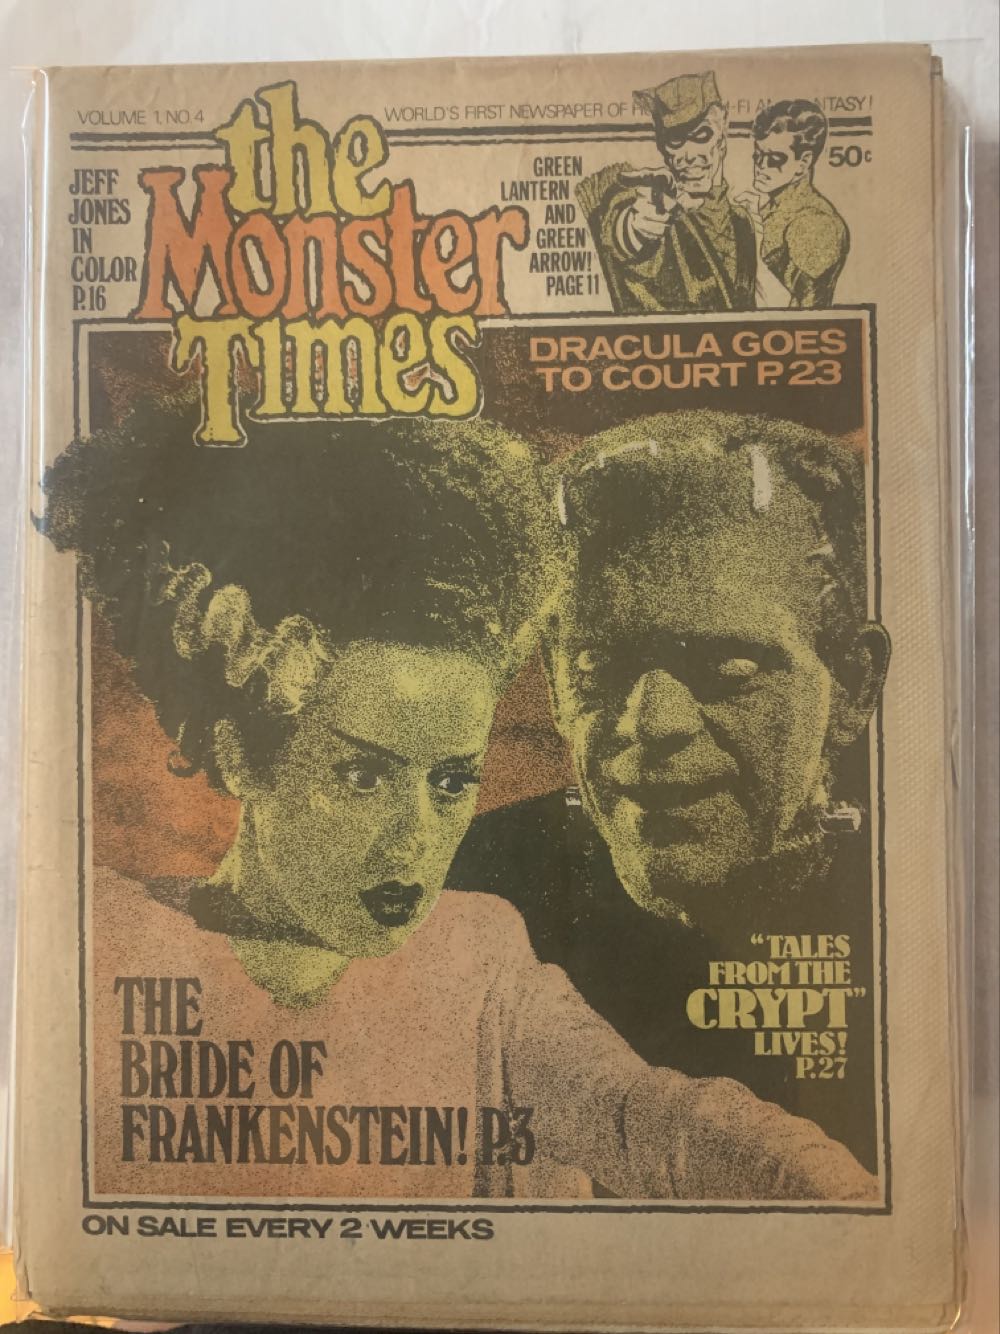 VOLUME 1, NO. 4
WORLD'S FIRST NEWSPAPER OF
FI
FANTASY!
50c
the
Monster
Times
JEFF
JONES
IN
COLOR
P.16
GREEN
LANTERN
AND
GREEN
ARROW!
PAGE 11
DRACULA GOES
TO COURT P. 23
"TALES
FROM THE
CRYPT"
LIVES!
P.27
THE
BRIDE OF
FRANKENSTEIN! P.3
ON SALE EVERY 2 WEEKS